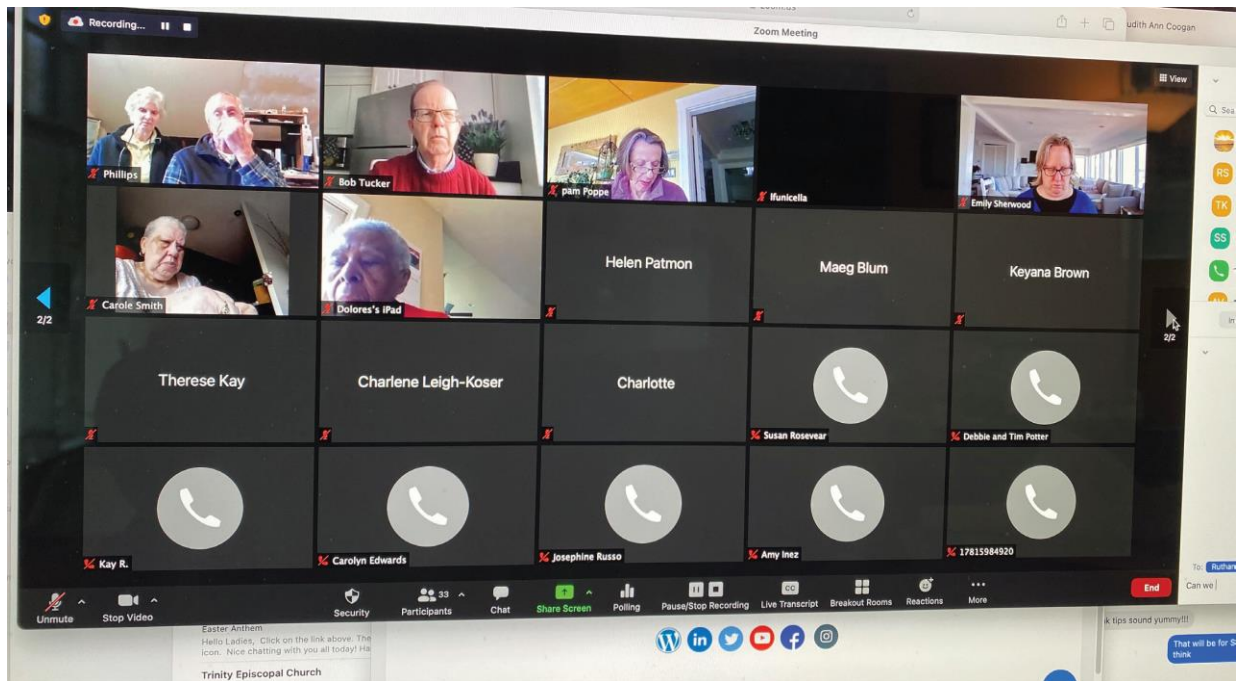 Recording...
Zoom Meeting
udith Ann Coogan
View
Phillips
Bob Tucker
pam Poppe
lfunicella
Emily Sherwood
RS
TK
SS
Carole Smith
Dolores's iPad
Helen Patmon
Maeg Blum
Keyana Brown
2/2
2/2
Therese Kay
Charlene Leigh-Koser
Charlotte
Susan Rosevear
Debbie and Tim Potter
Kay R.
Carolyn Edwards
Josephine Russo
Amy Inez
17815984920
To: Ruthan
Can we
Unmute
Stop Video
Security
33
Participants
Chat
Share Screen
Polling
Pause/Stop Recording
CC
Live Transcript
Breakout Rooms
Reactions
More
End
Easter Anthem
Hello Ladies, Click on the link above. The
icon. Nice chatting with you all today! Ha
Trinity Episcopal Church
k tips sound yummy!!!
That will be for S
think